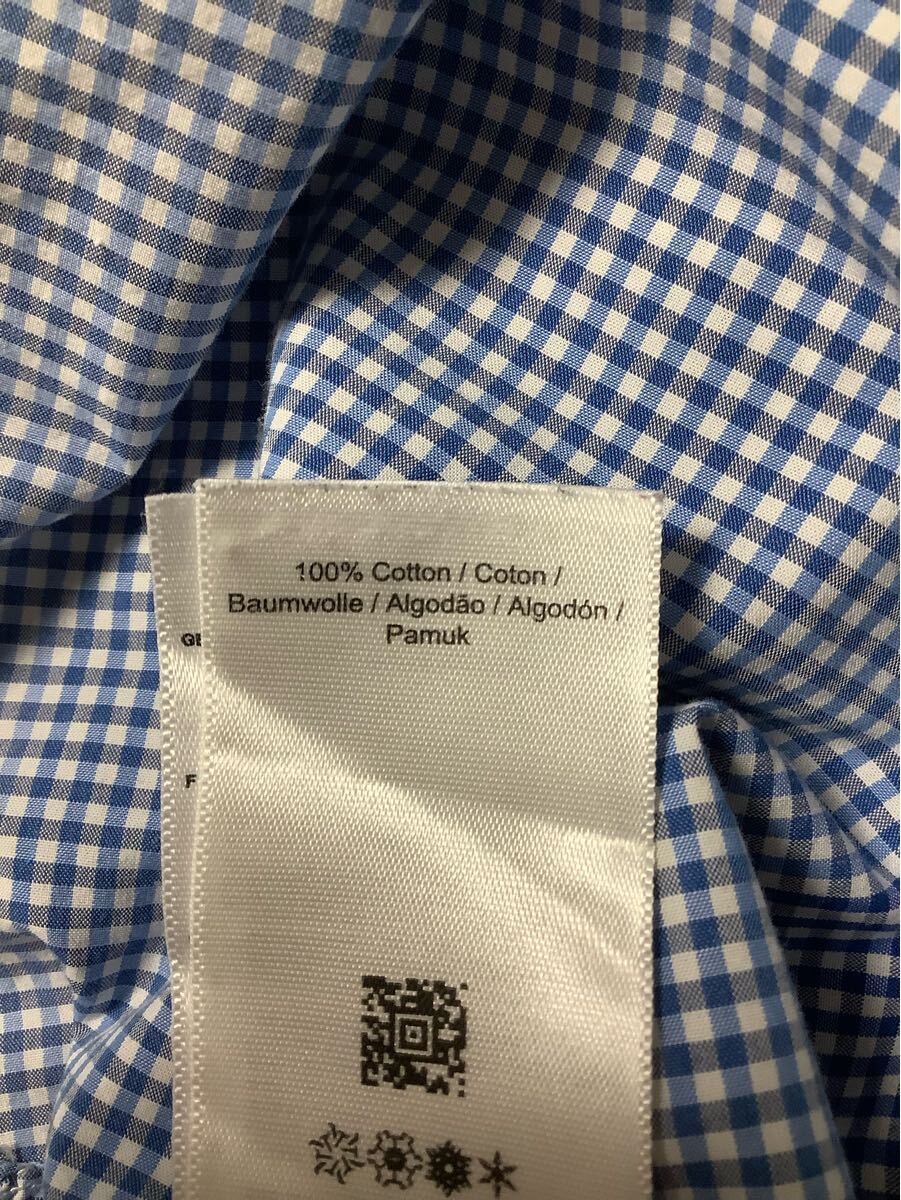 100% Cotton / Coton /
Baumwolle / Algodão / Algodón /
Pamuk